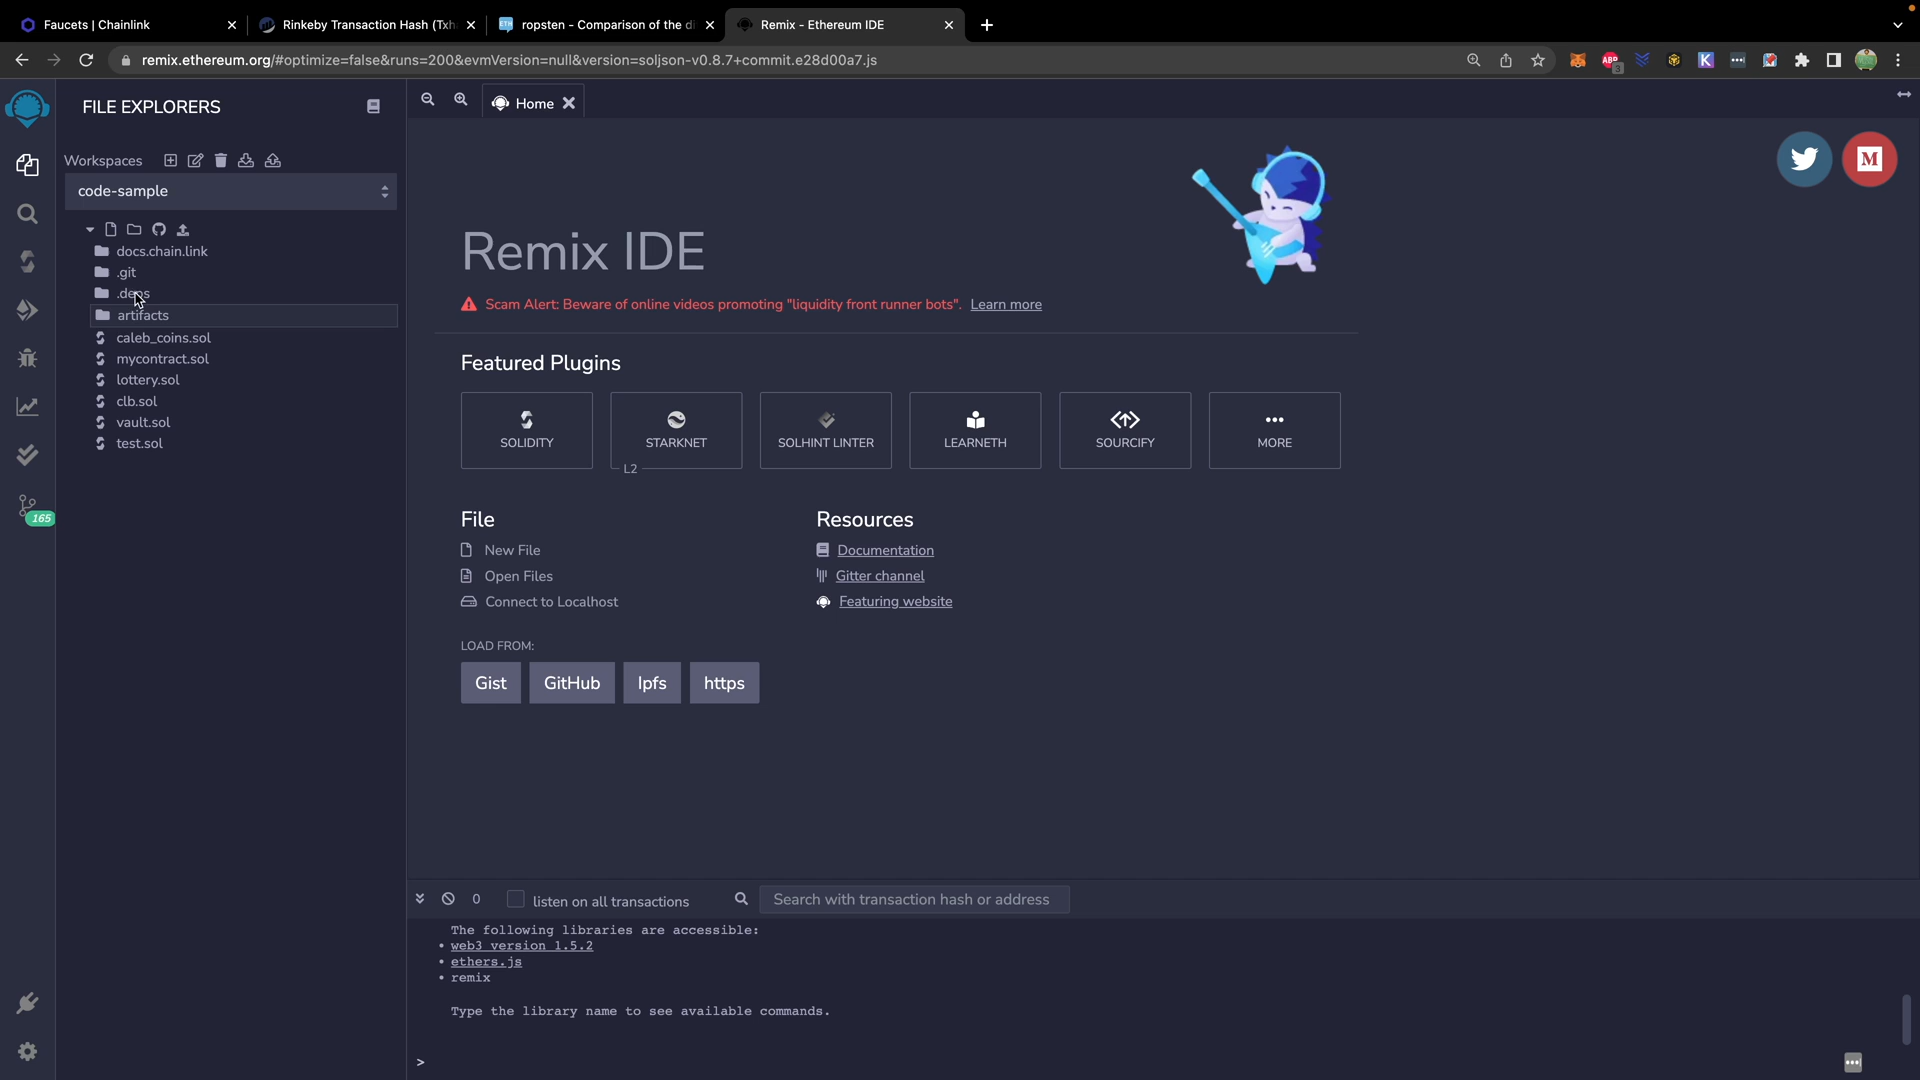 Faucets | Chainlink
Rinkeby Transaction Hash (Txh
ropsten - Comparison of the d
Remix - Ethereum IDE
remix.ethereum.org/#optimize=false&runs=200&evmVersion=null&version=soljson-v0.8.7+commit.e28d00a7.js
ABP
3
K
FILE EXPLORERS
Home
Workspaces
code-sample
docs.chain.link
.git
.deps
artifacts
caleb_coins.sol
mycontract.sol
lottery.sol
clb.sol
vault.sol
test.sol
165
M
Remix IDE
Scam Alert: Beware of online videos promoting "liquidity front runner bots". Learn more
Featured Plugins
SOLIDITY
STARKNET
L2
SOLHINT LINTER
LEARNETH
SOURCIFY
MORE
File
New File
Open Files
Connect to Localhost
Resources
Documentation
Gitter channel
Featuring website
LOAD FROM:
Gist
GitHub
Ipfs
https
0
listen on all transactions
Search with transaction hash or address
The following libraries are accessible:
• web3 version 1.5.2
• ethers.js
• remix
Type the library name to see available commands.
>